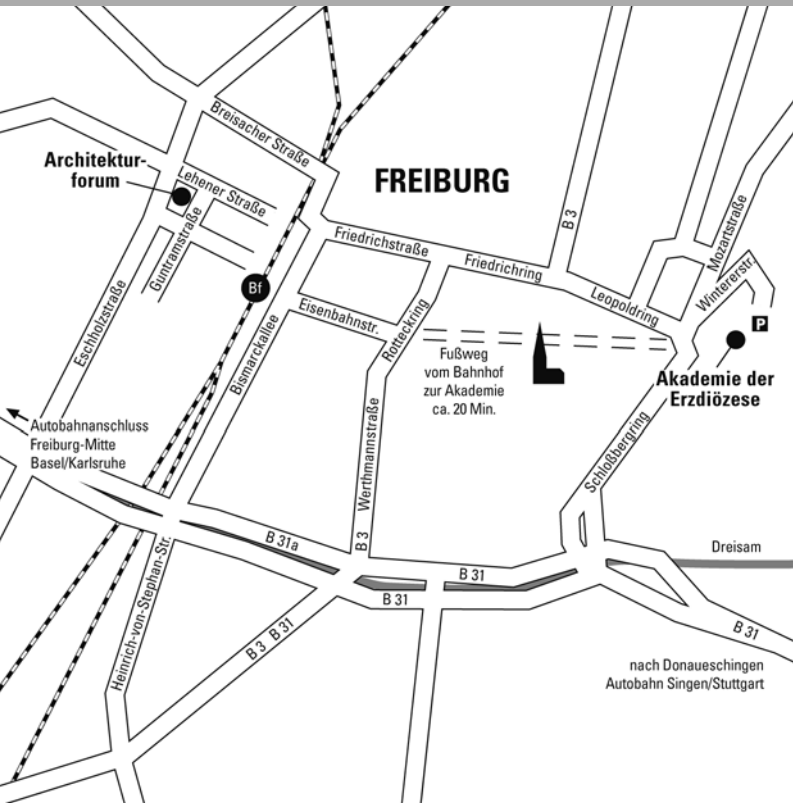 Breisacher Straße
Architektur-
forum
Lehener Straße
FREIBURG
B 3
Mozartstraße
Guntramstraße
Friedrichstraße
Friedrichring
Wintererstr.
Bf
Leopoldring
Eschholzstraße
Eisenbahnstr.
Rotteckring
P
Bismarckallee
Fußweg
vom Bahnhof
zur Akademie
ca. 20 Min.
Akademie der
Erzdiözese
Autobahnanschluss
Freiburg-Mitte
Basel/Karlsruhe
Werthmannstraße
Schloßbergring
B 3
B 31a
Dreisam
B 31
B 31
Heinrich-von-Stephan-Str.
B 3 B 31
B 31
nach Donaueschingen
Autobahn Singen/Stuttgart